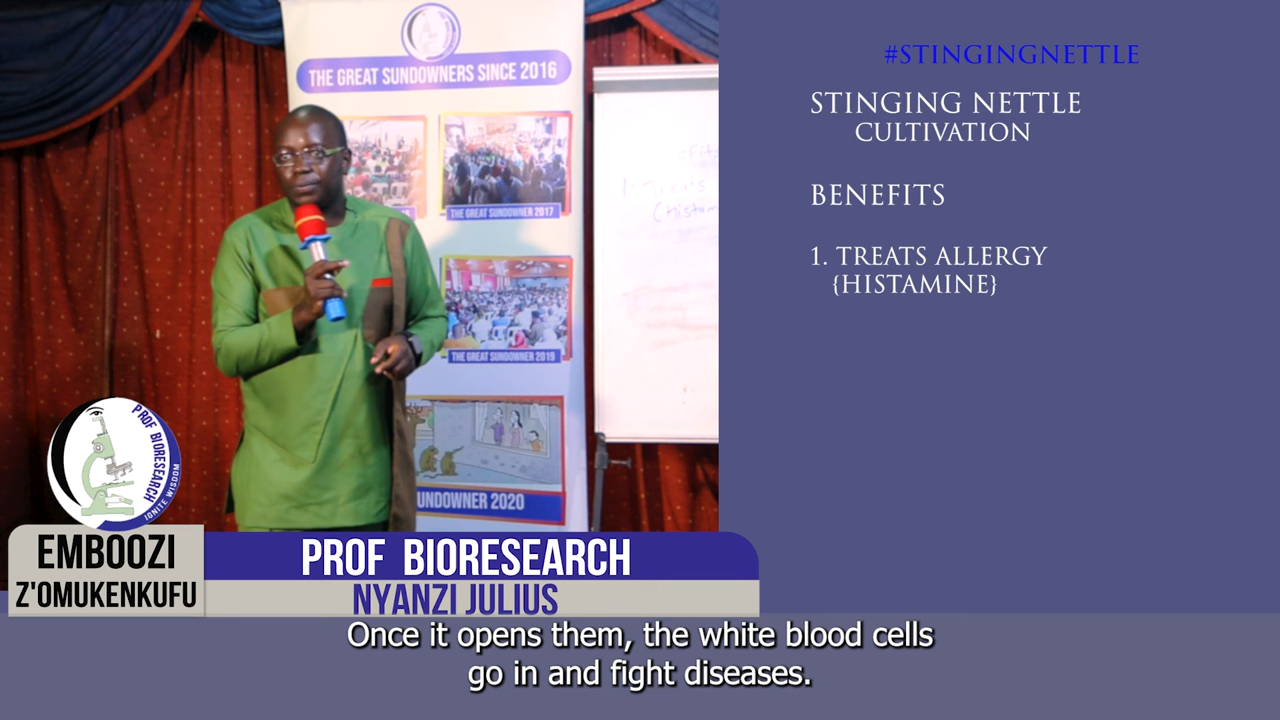 THE GREAT SUNDOWNERS SINCE 2016
THE GREAT SUNDOWNER 2017
THE GREAT SUNDOWNER 2019
UNDOWNER 2020
#STINGINGNETTLE
STINGING NETTLE
CULTIVATION
BENEFITS
1. TREATS ALLERGY
{HISTAMINE}
PROF BIORESEARCH
IGNITE WISDOM
EMBOOZI
Z'OMUKENKUFU
PROF BIORESEARCH
NYANZI JULIUS
Once it opens them, the white blood cells
go in and fight diseases.